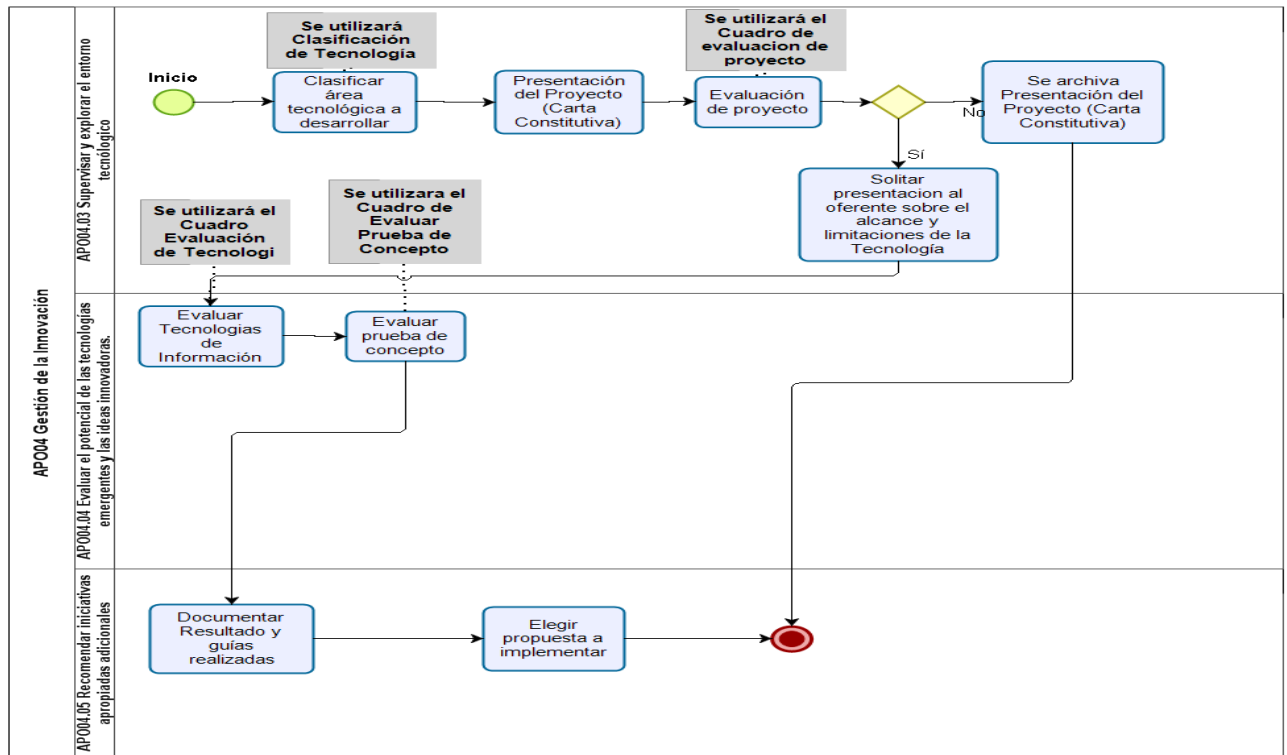 APO04 Gestión de la Innovación
APO04.03 Supervisar y explorar el entorno
tecnólogico
Se utilizará
Clasificación
de Tecnología
Se utilizará el
Cuadro de
evaluacion de
proyecto
Inicio
Clasificar
área
tecnológica a
desarrollar
Presentación
del Proyecto
(Carta
Constitutiva)
Evaluación
de proyecto
No
Se archiva
Presentación del
Proyecto (Carta
Constitutiva)
Sí
Solitar
presentacion al
oferente sobre el
alcance y
limitaciones de la
Tecnología
Se utilizará el
Cuadro
Evaluación
de Tecnologi
Se utilizara el
Cuadro de
Evaluar
Prueba de
Concepto
APO04.04 Evaluar el potencial de las tecnologías
emergentes y las ideas innovadoras.
Evaluar
Tecnologias
de
Información
Evaluar
prueba de
concepto
APO04.05 Recomendar iniciativas
apropiadas adicionales
Documentar
Resultado y
guías
realizadas
Elegir
propuesta a
implementar